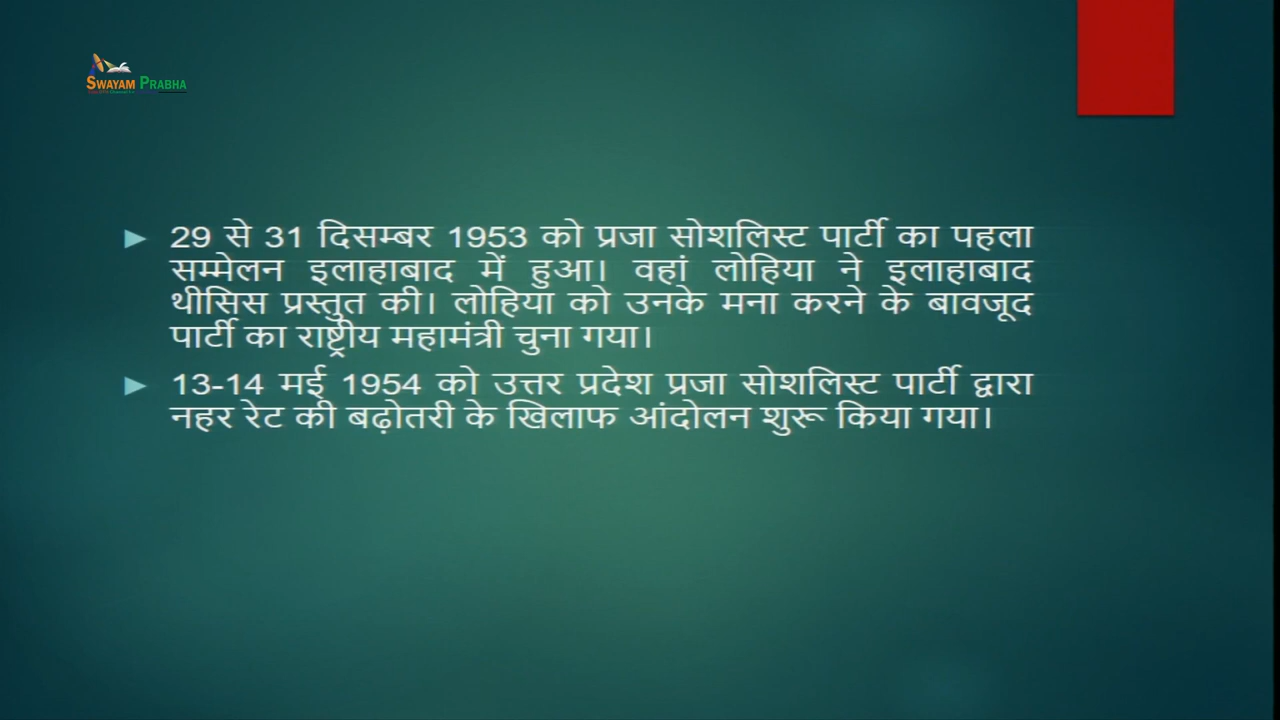 SWAYAM PRABHA
29 से 31 दिसम्बर 1953 को प्रजा सोशलिस्ट पार्टी का पहला
सम्मेलन इलाहाबाद में हुआ। वहां लोहिया ने इलाहाबाद
थीसिस प्रस्तुत की। लोहिया को उनके मना करने के बावजूद
पार्टी का राष्ट्रीय महामंत्री चुना गया।
13-14 मई 1954 को उत्तर प्रदेश प्रजा सोशलिस्ट पार्टी द्वारा
नहर रेट की बढ़ोतरी के खिलाफ आंदोलन शुरू किया गया।